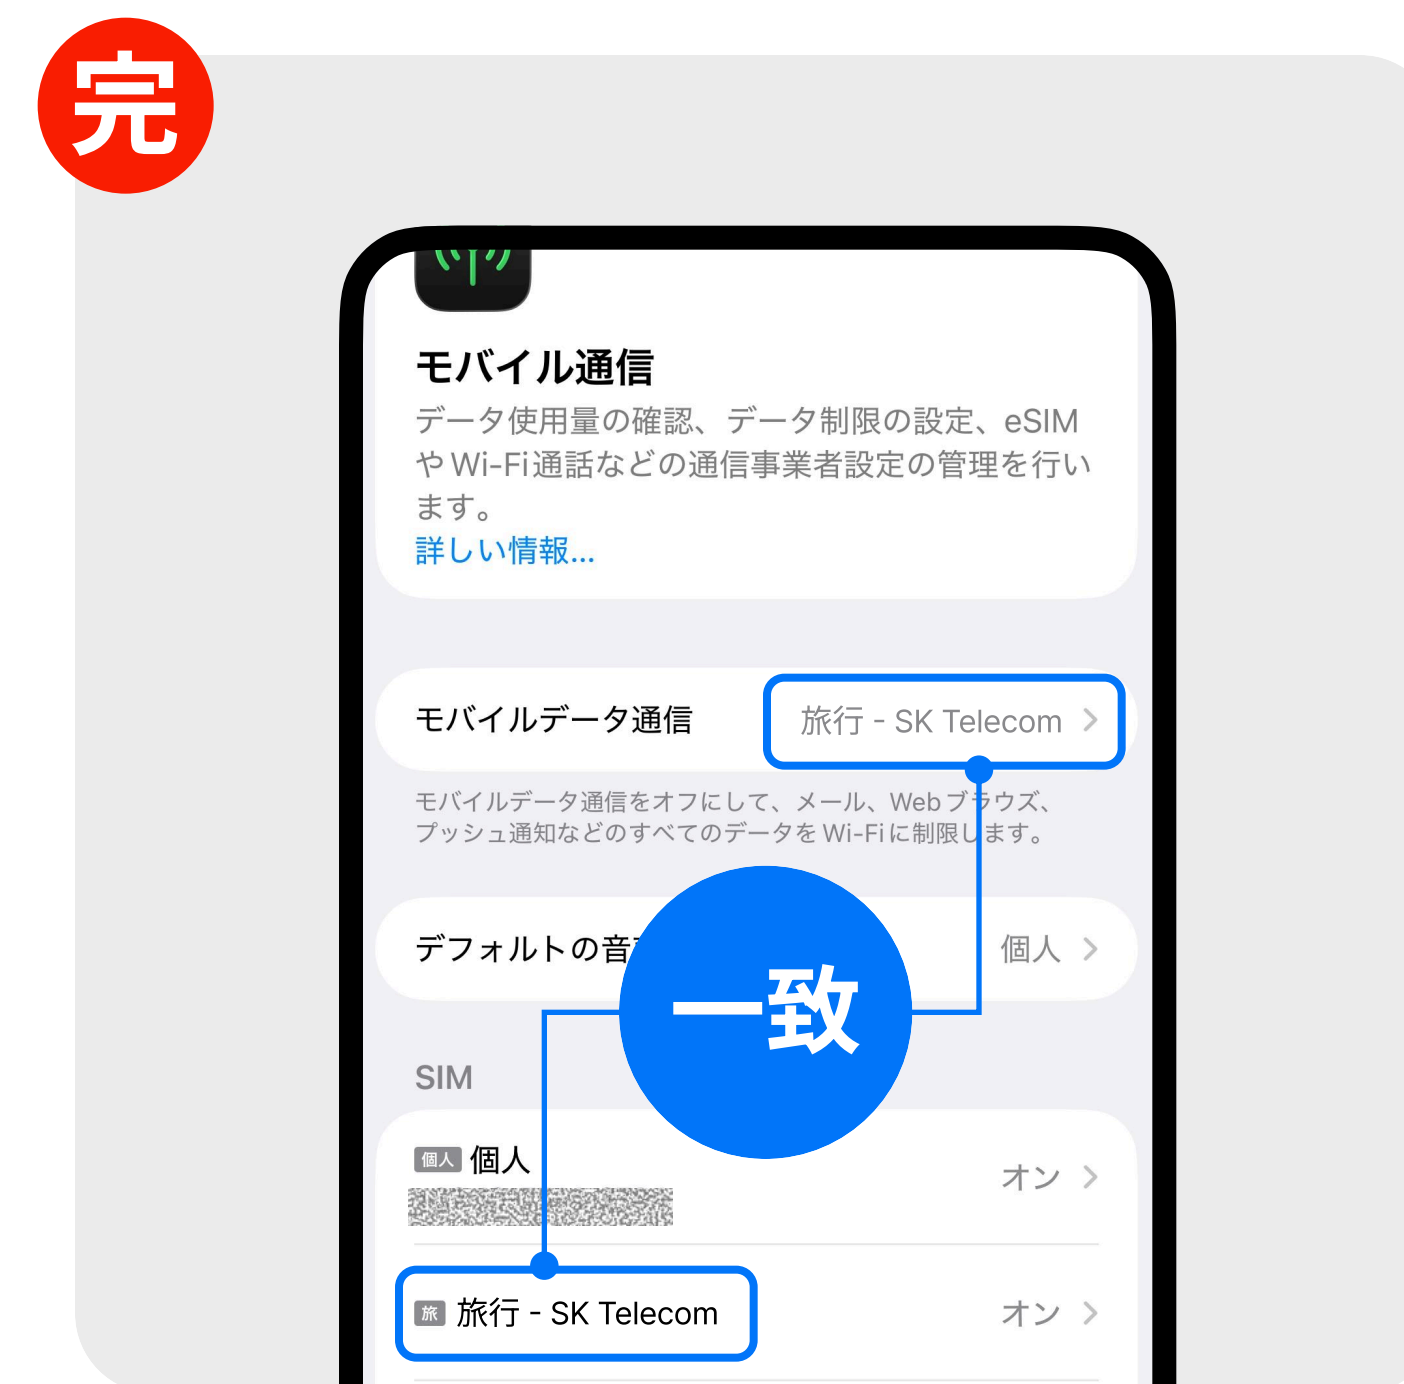 完
モバイル通信
データ使用量の確認、データ制限の設定、eSIM
やWi-Fi通話などの通信事業者設定の管理を行い
ます。
詳しい情報...
モバイルデータ通信 旅行 - SK Telecom
モバイルデータ通信をオフにして、メール、Webブラウズ、
プッシュ通知などのすべてのデータをWi-Fiに制限します。
デフォルトの音 個人
一致
SIM
個人 個人 オン
旅 旅行 - SK Telecom オン